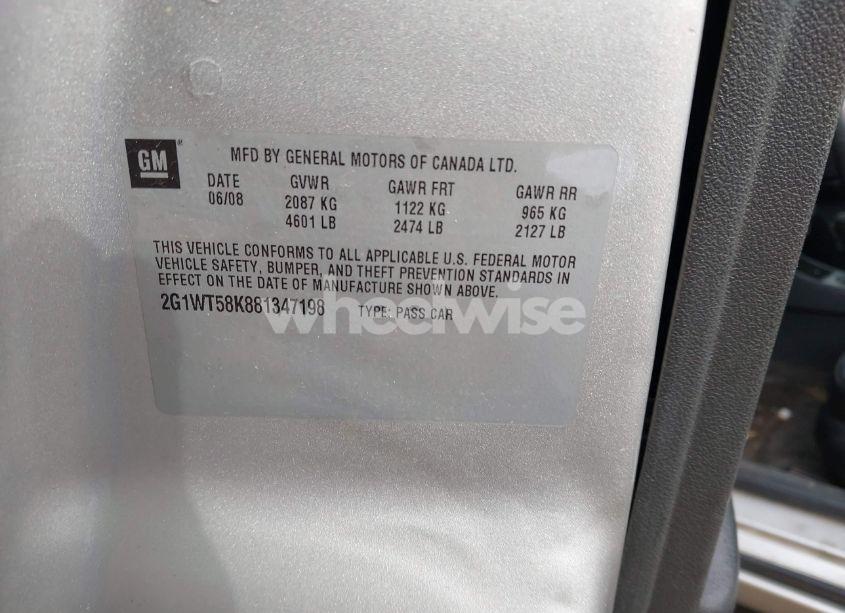 GM ®
MFD BY GENERAL MOTORS OF CANADA LTD.
DATE GVWR GAWR FRT GAWR RR
06/08 2087 KG 1122 KG 965 KG
4601 LB 2474 LB 2127 LB
THIS VEHICLE CONFORMS TO ALL APPLICABLE U.S. FEDERAL MOTOR
VEHICLE SAFETY, BUMPER, AND THEFT PREVENTION STANDARDS IN
EFFECT ON THE DATE OF MANUFACTURE SHOWN ABOVE.
2G1WT58K881347198 TYPE: PASS CAR
wheelwise